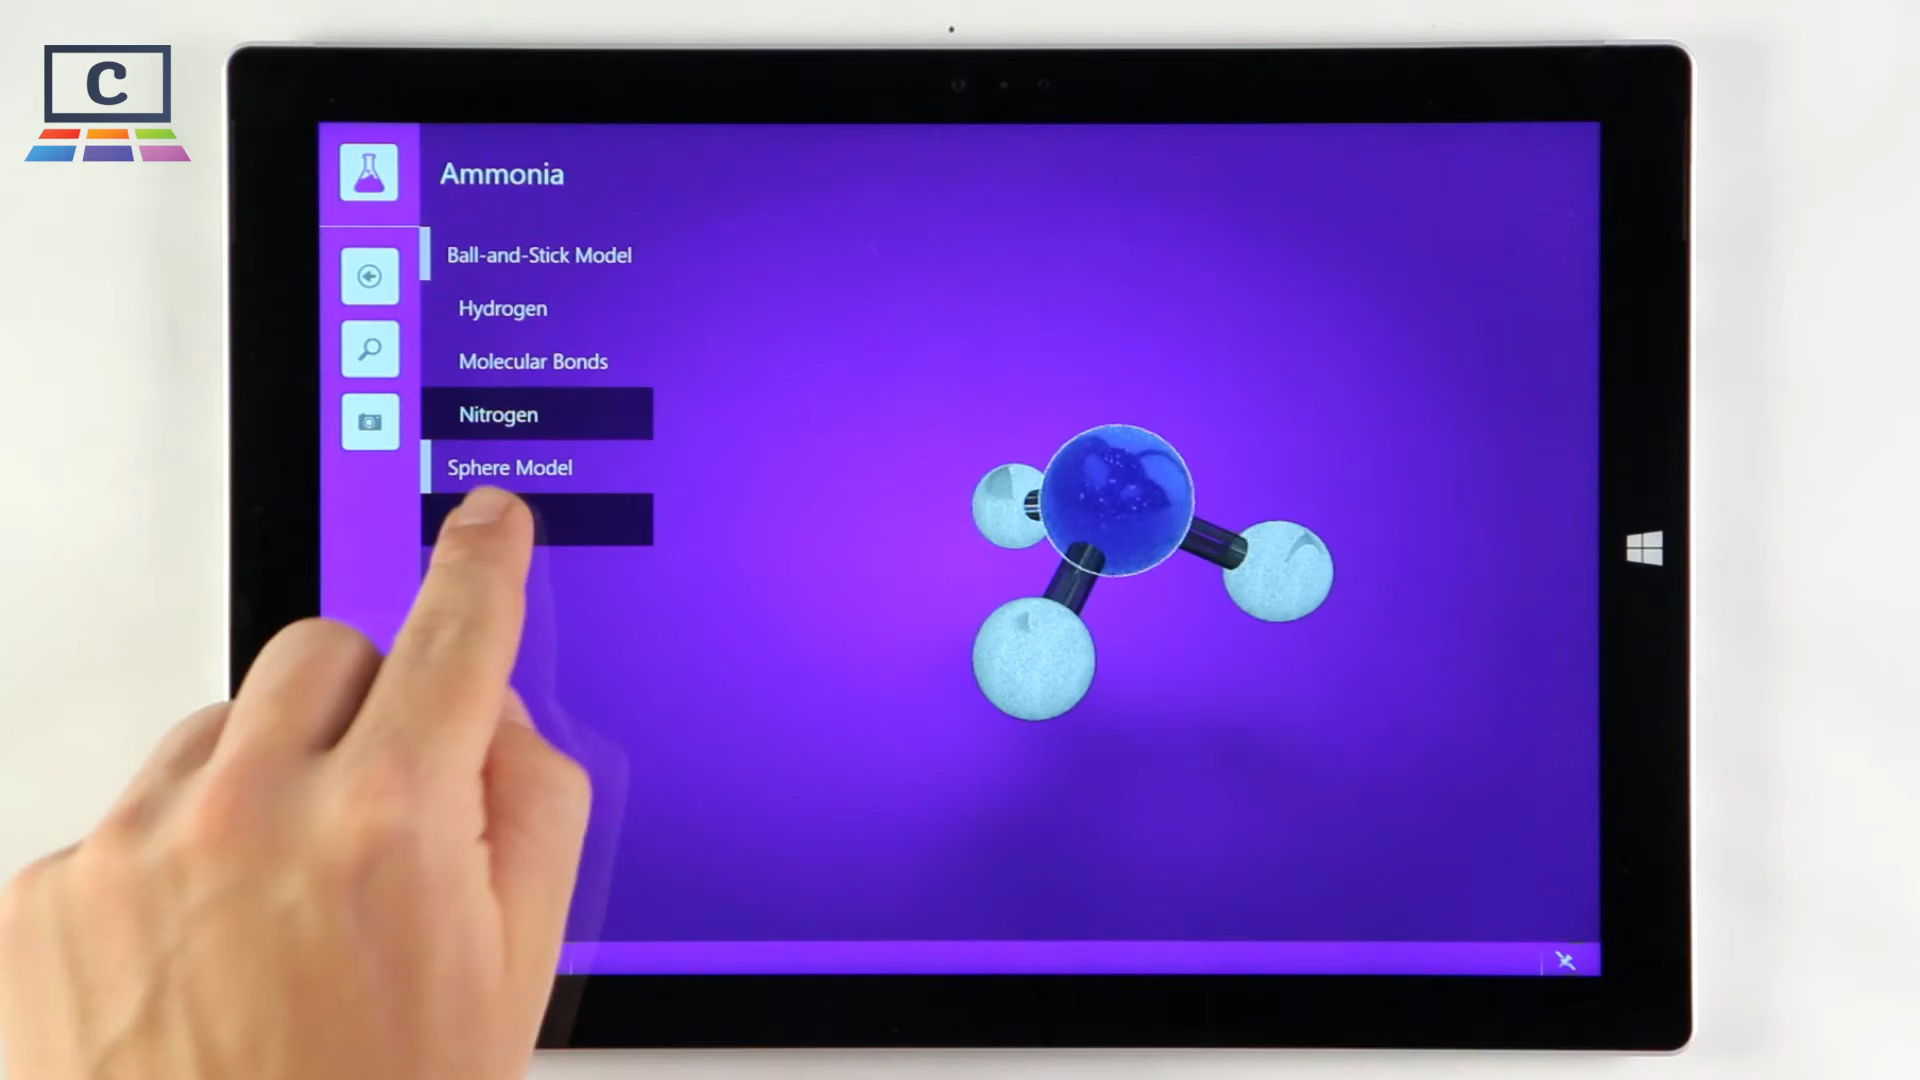 C
Ammonia
Ball-and-Stick Model
Hydrogen
Molecular Bonds
Nitrogen
Sphere Model